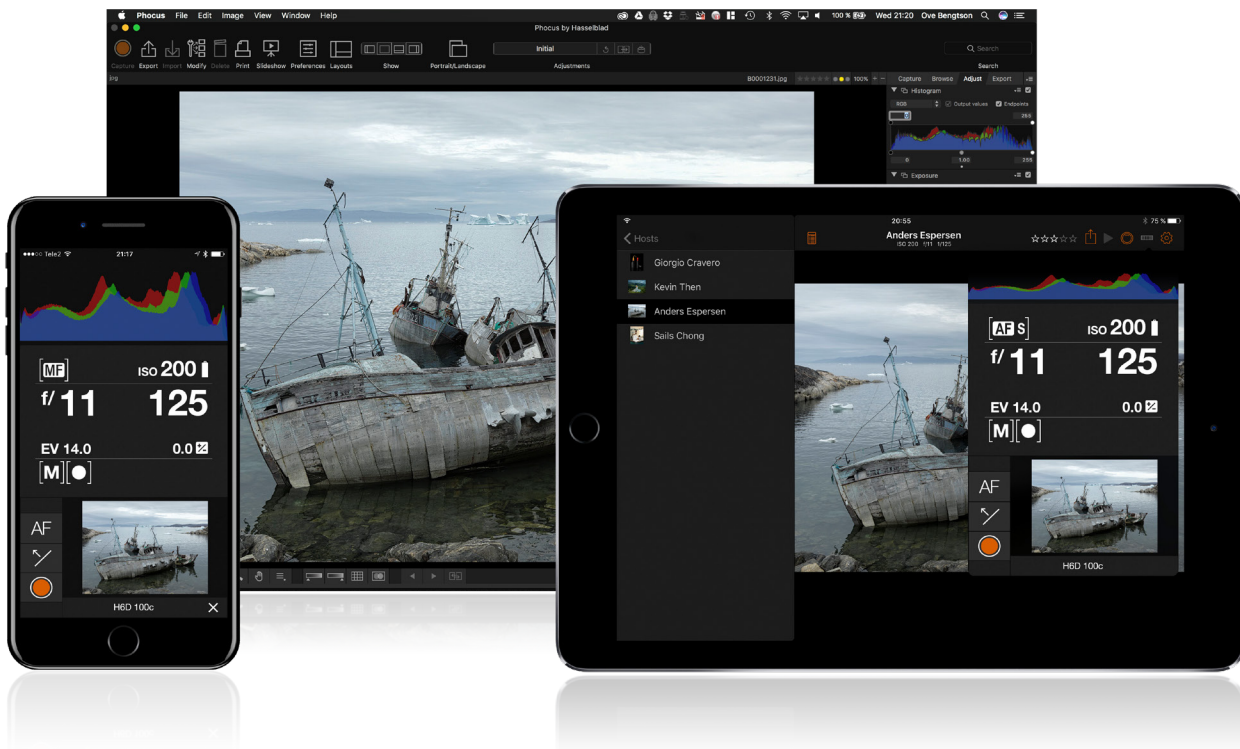 Phocus File Edit Image View Window Help
100 % Wed 21:20 Ove Bengtson
Phocus by Hasselblad
Initial
Search
Capture Export Import Modify Delete Print Slideshow Preferences Layouts Show Portrait/Landscape Adjustments Search
jpg
B0001231.jpg
100% + −
Capture Browse Adjust Export
Histogram
RGB
Output values
Endpoints
255
0 1.00 255
Exposure
Tele2 21:17
[MF]
ISO 200
f/ 11 125
EV 14.0 0.0
[M]
AF
H6D 100c
20:55
75 %
Hosts
Anders Espersen
ISO 200 f/11 1/125
Giorgio Cravero
Kevin Then
Anders Espersen
Sails Chong
[AF S]
ISO 200
f/ 11 125
EV 14.0 0.0
[M]
AF
H6D 100c